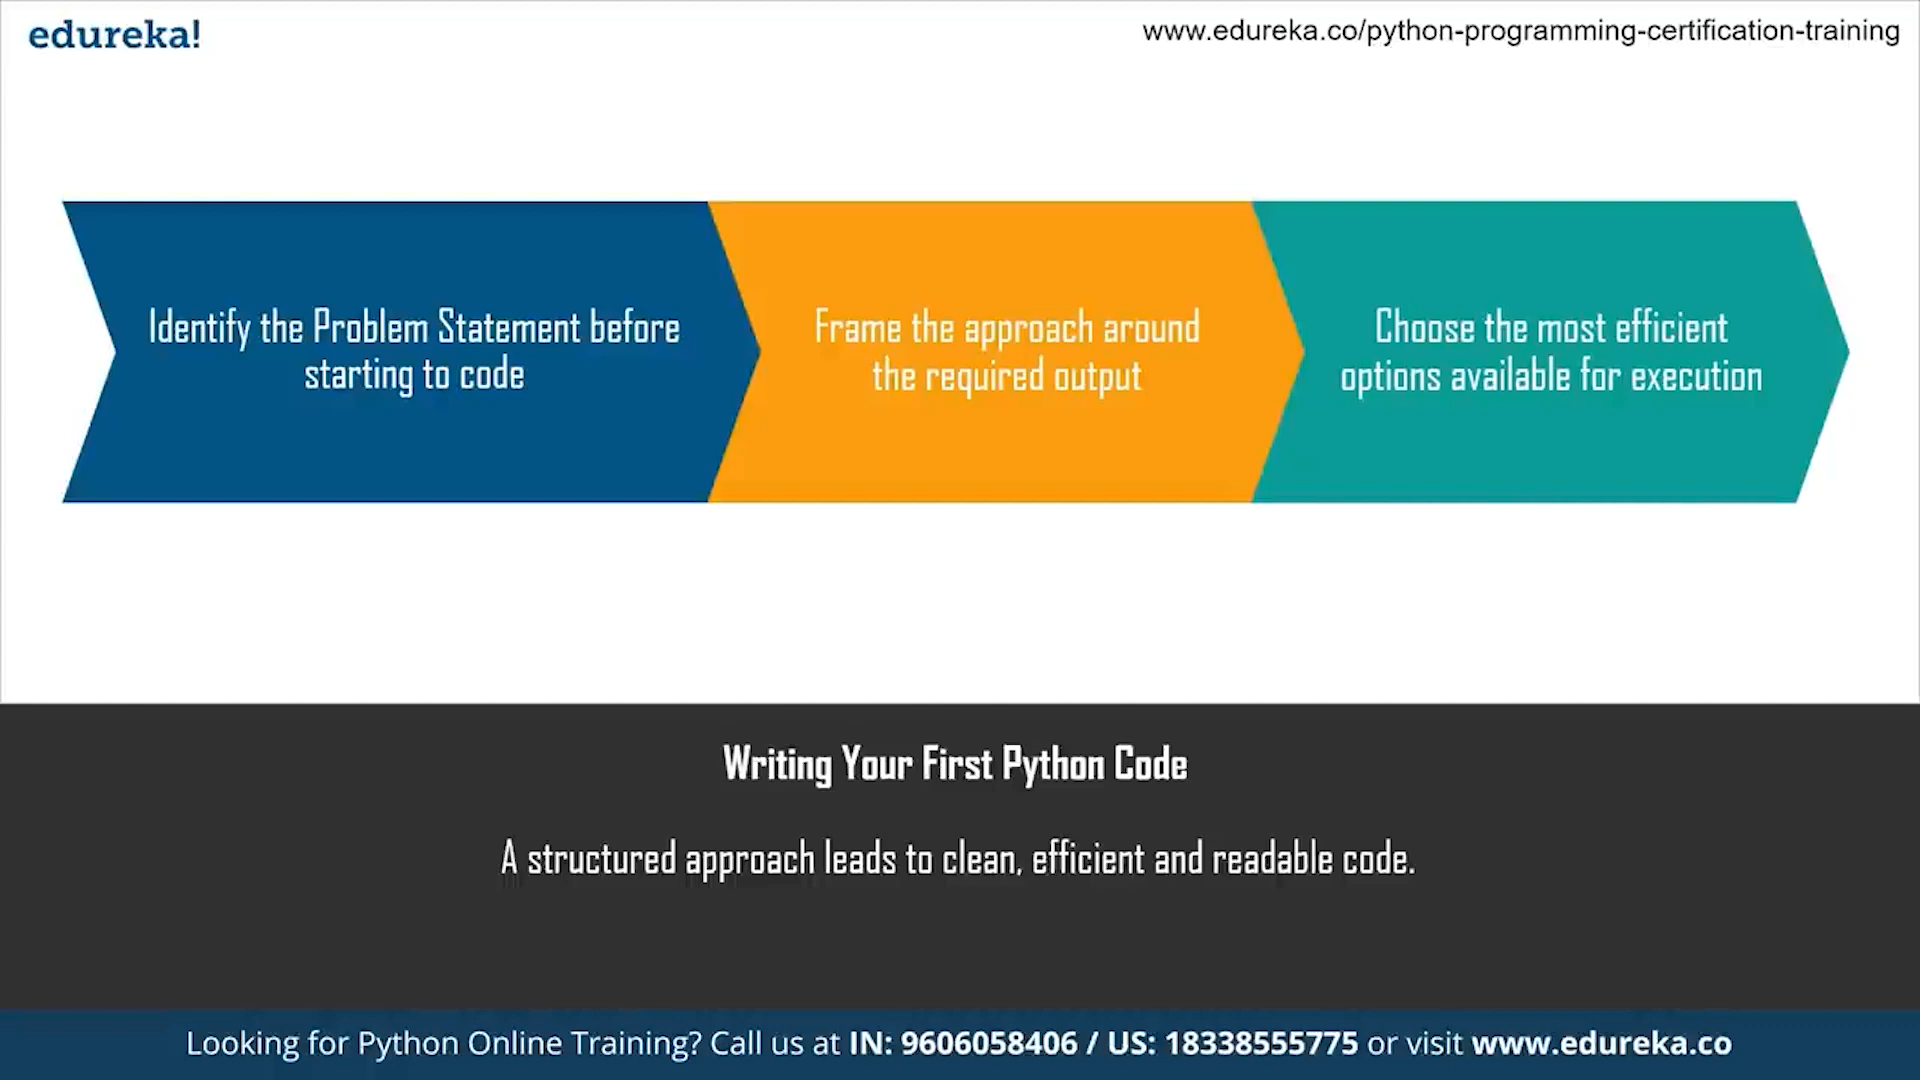 edureka!
www.edureka.co/python-programming-certification-training
Identify the Problem Statement before
starting to code
Frame the approach around
the required output
Choose the most efficient
options available for execution
Writing Your First Python Code
A structured approach leads to clean, efficient and readable code.
Looking for Python Online Training? Call us at IN: 9606058406 / US: 18338555775 or visit www.edureka.co